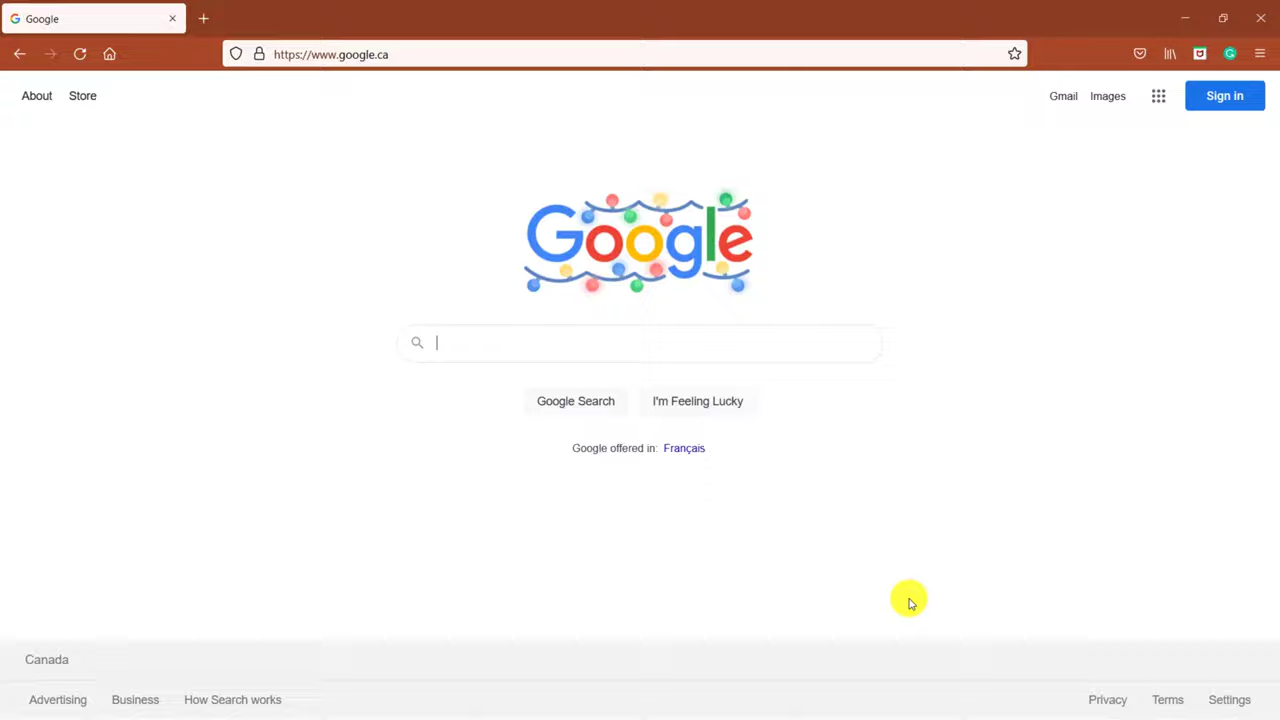 Google
https://www.google.ca
About Store
Gmail Images Sign in
Google
Google Search I'm Feeling Lucky
Google offered in: Français
Canada
Advertising Business How Search works
Privacy Terms Settings